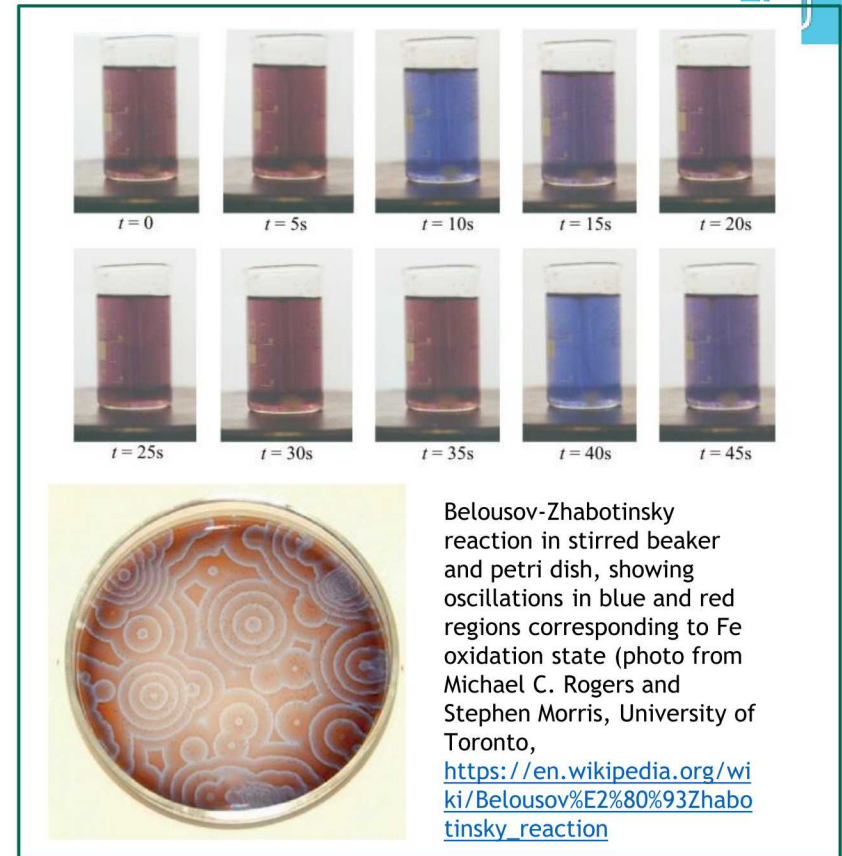 t = 0
t = 5s
t = 10s
t = 15s
t = 20s
t = 25s
t = 30s
t = 35s
t = 40s
t = 45s
Belousov-Zhabotinsky
reaction in stirred beaker
and petri dish, showing
oscillations in blue and red
regions corresponding to Fe
oxidation state (photo from
Michael C. Rogers and
Stephen Morris, University of
Toronto,
https://en.wikipedia.org/wi
ki/Belousov%E2%80%93Zhabo
tinsky_reaction